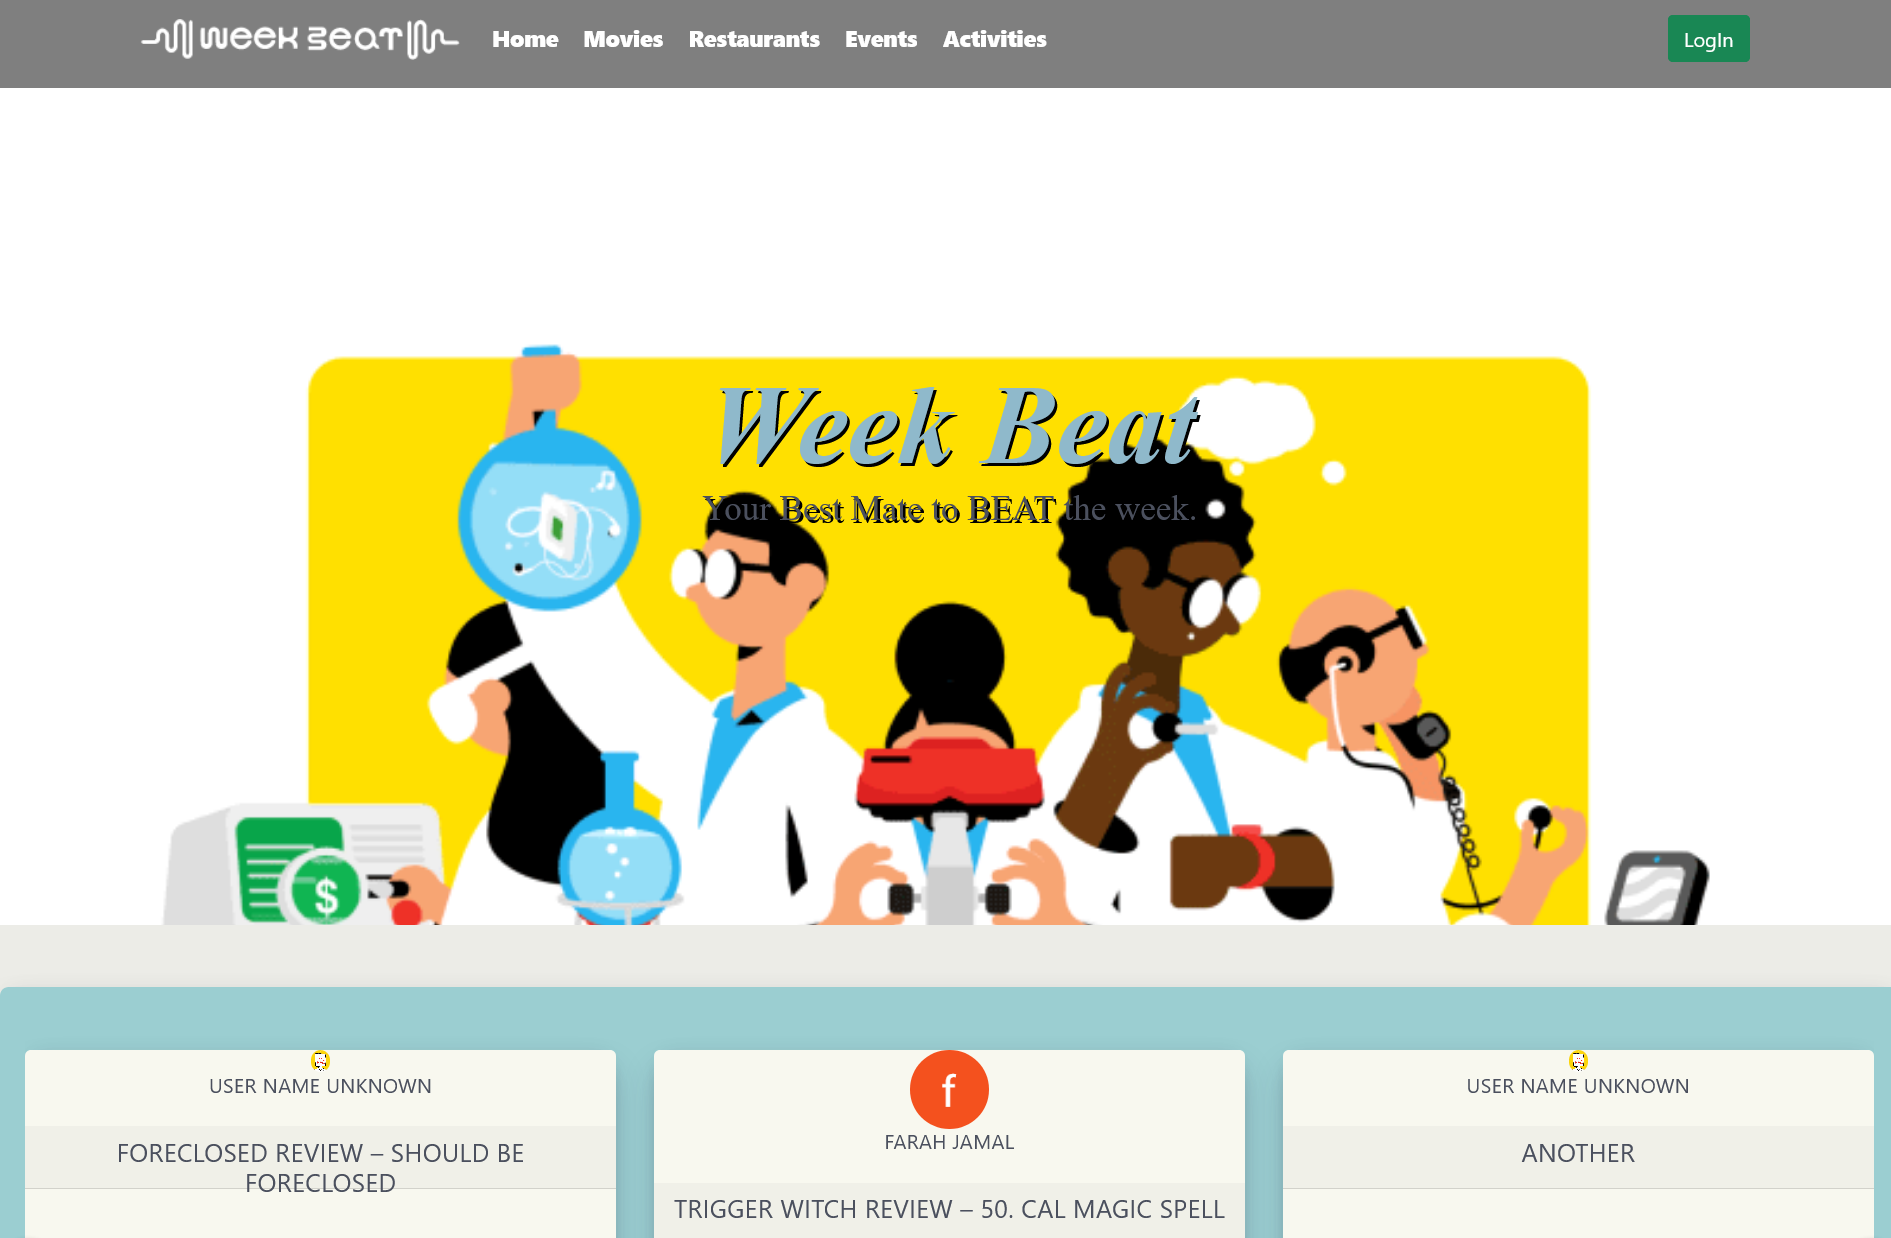 WEEK BEAT Home Movies Restaurants Events Activities LogIn
Week Beat
Your Best Mate to BEAT the week.
$
f
USER NAME UNKNOWN
FARAH JAMAL
USER NAME UNKNOWN
FORECLOSED REVIEW – SHOULD BE
FORECLOSED
TRIGGER WITCH REVIEW – 50. CAL MAGIC SPELL
ANOTHER